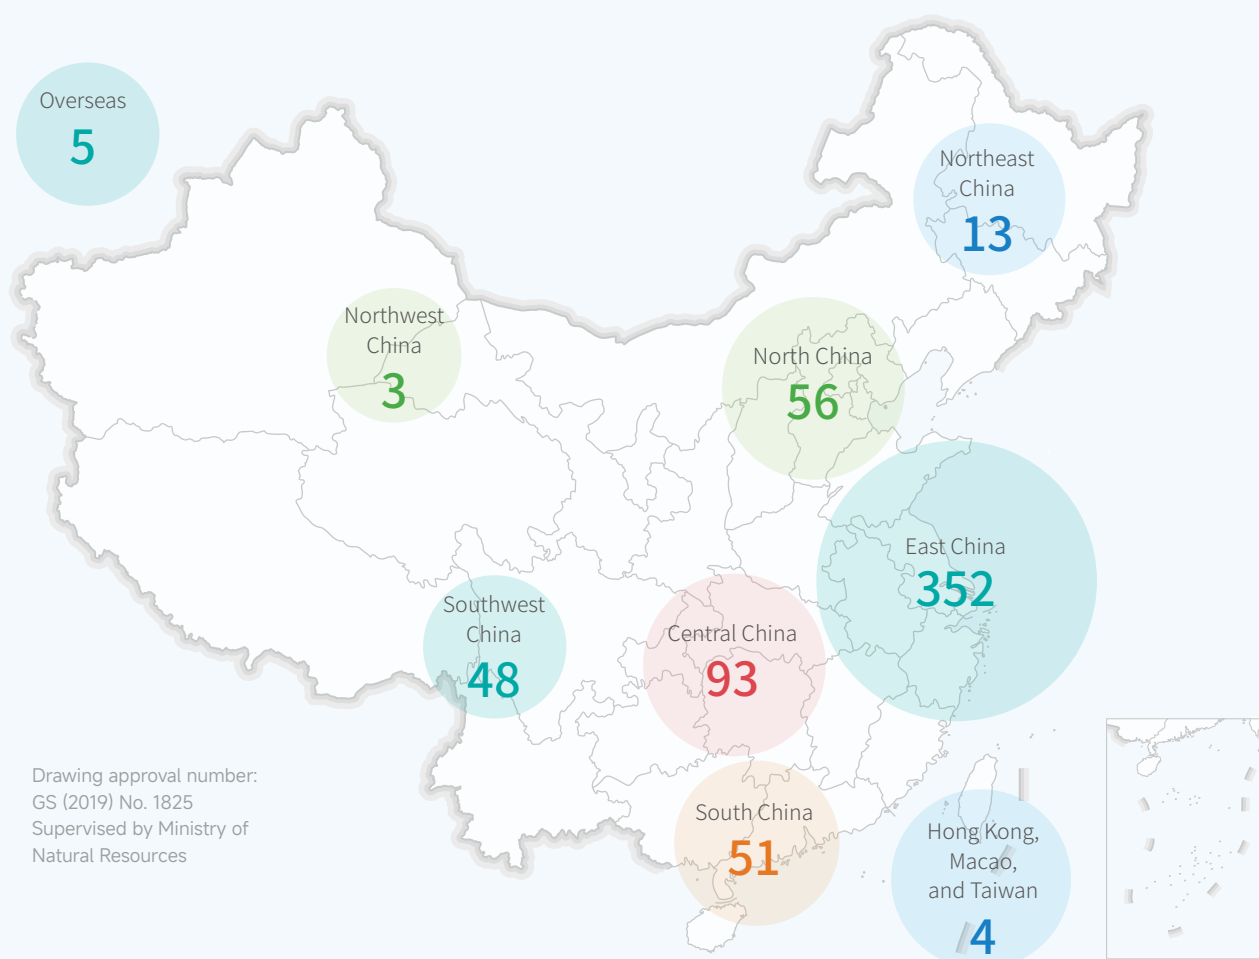 Overseas
5
Northeast
China
13
Northwest
China
3
North China
56
East China
352
Southwest
China
48
Central China
93
South China
51
Hong Kong,
Macao,
and Taiwan
4
Drawing approval number:
GS (2019) No. 1825
Supervised by Ministry of
Natural Resources